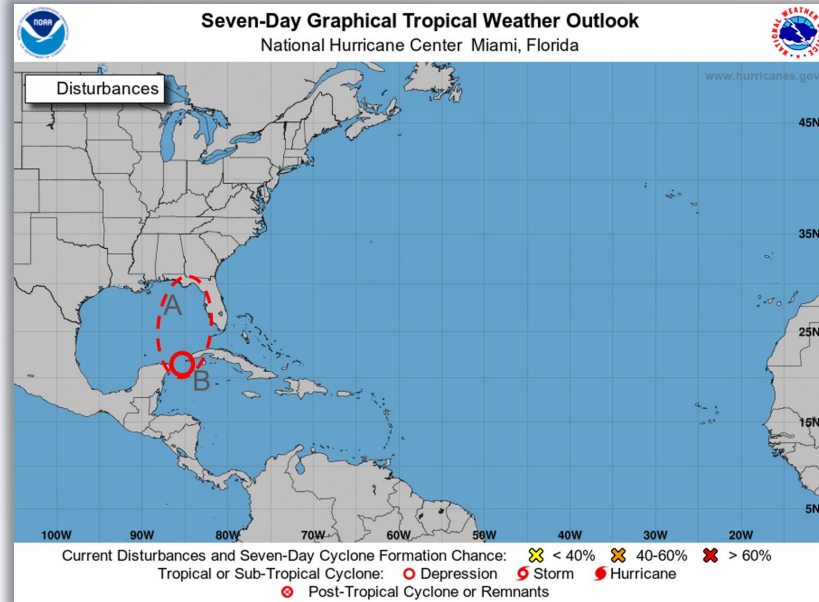 Seven-Day Graphical Tropical Weather Outlook
National Hurricane Center Miami, Florida
NOAA
Disturbances
www.hurricanes.gov
45N
35N
A
25N
B
15N
5N
100W 90W 80W 70W 60W 50W 40W 30W 20W
Current Disturbances and Seven-Day Cyclone Formation Chance: < 40% 40-60% > 60%
Tropical or Sub-Tropical Cyclone: Depression Storm Hurricane
Post-Tropical Cyclone or Remnants